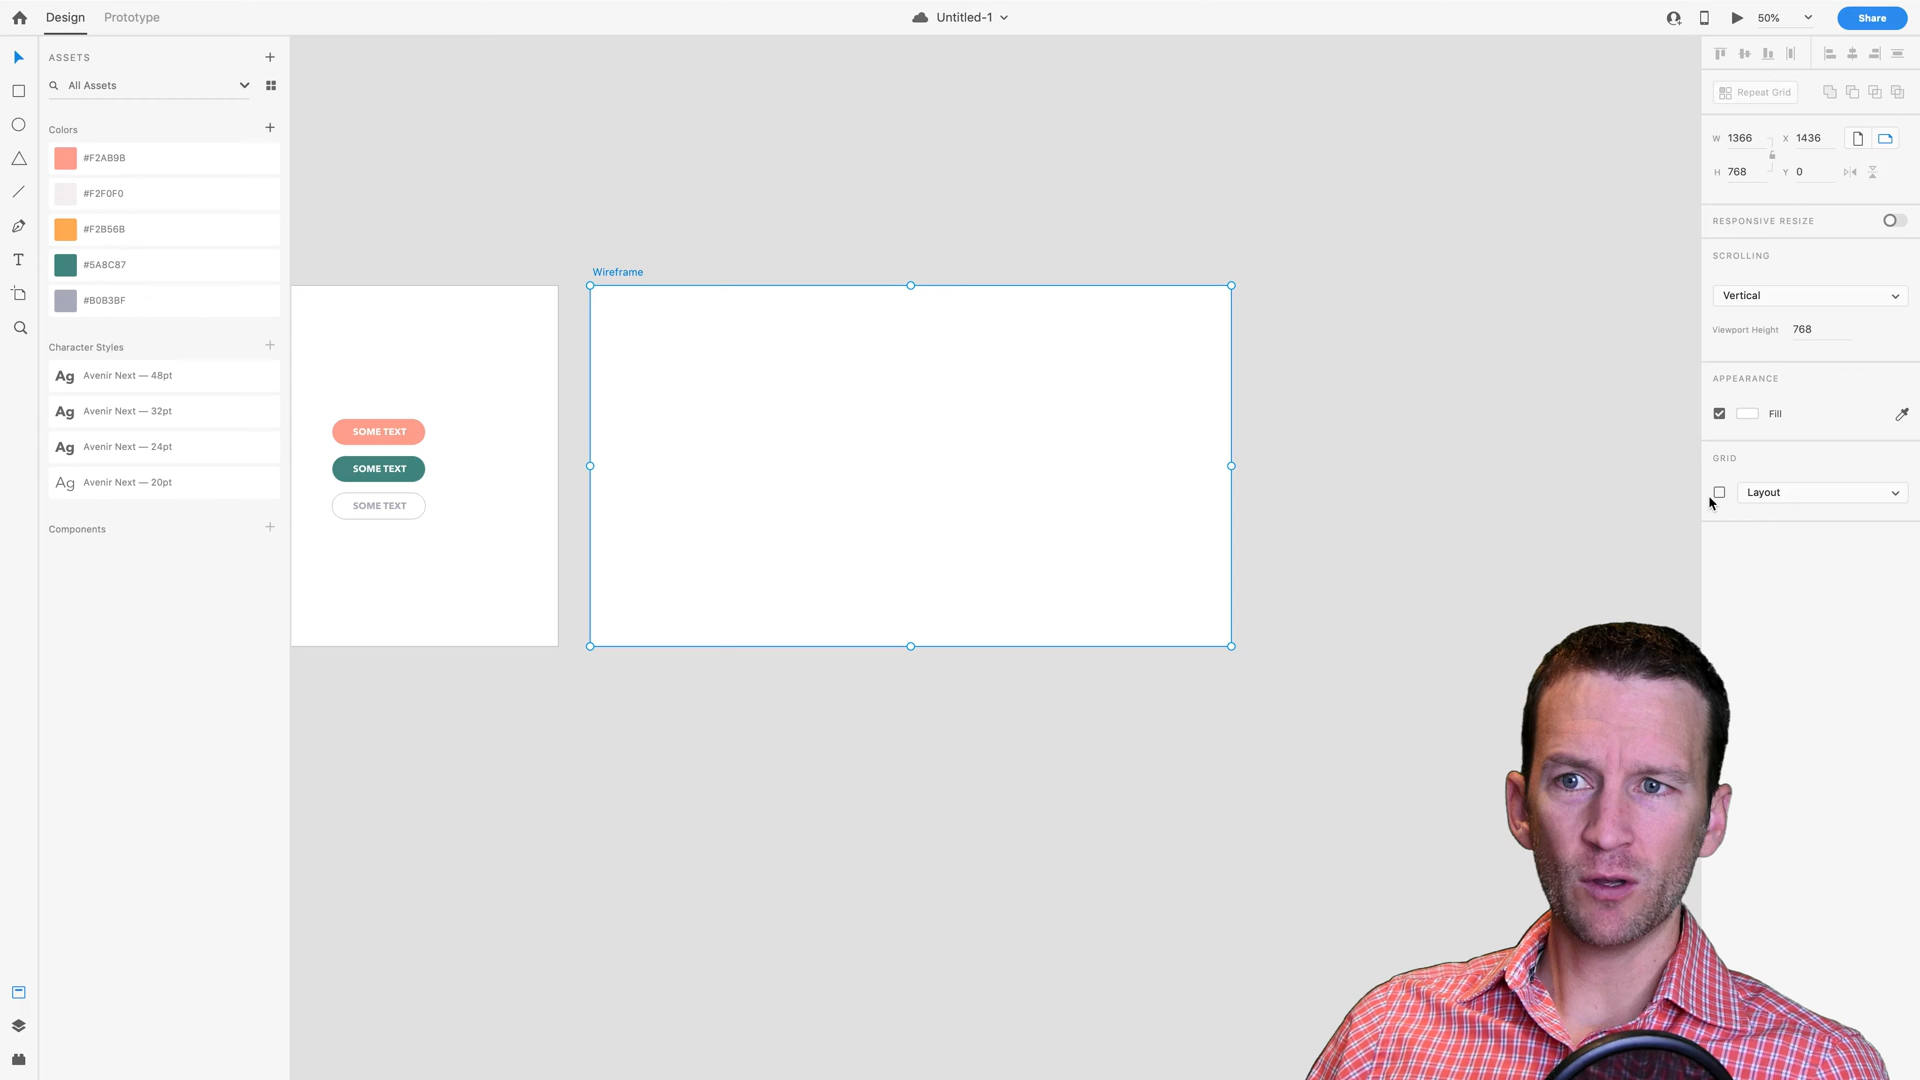 Design Prototype Untitled-1 50% Share
ASSETS
All Assets
Colors
#F2AB9B
#F2F0F0
#F2B56B
#5A8C87
#B0B3BF
Character Styles
Ag Avenir Next — 48pt
Ag Avenir Next — 32pt
Ag Avenir Next — 24pt
Ag Avenir Next — 20pt
Components
T
SOME TEXT
SOME TEXT
SOME TEXT
Wireframe
Repeat Grid
W 1366 X 1436
H 768 Y 0
RESPONSIVE RESIZE
SCROLLING
Vertical
Viewport Height 768
APPEARANCE
Fill
GRID
Layout